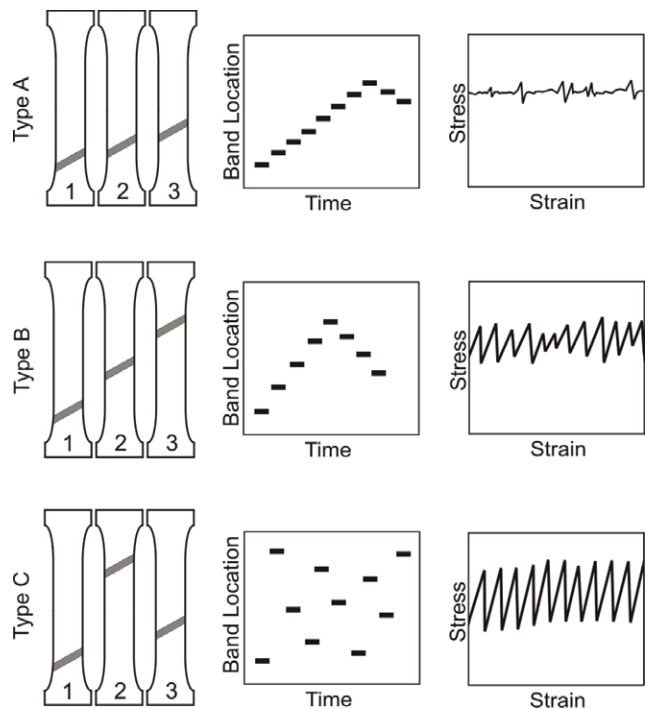 Type A
1 2 3
Band Location
Time
Stress
Strain
Type B
1 2 3
Band Location
Time
Stress
Strain
Type C
1 2 3
Band Location
Time
Stress
Strain